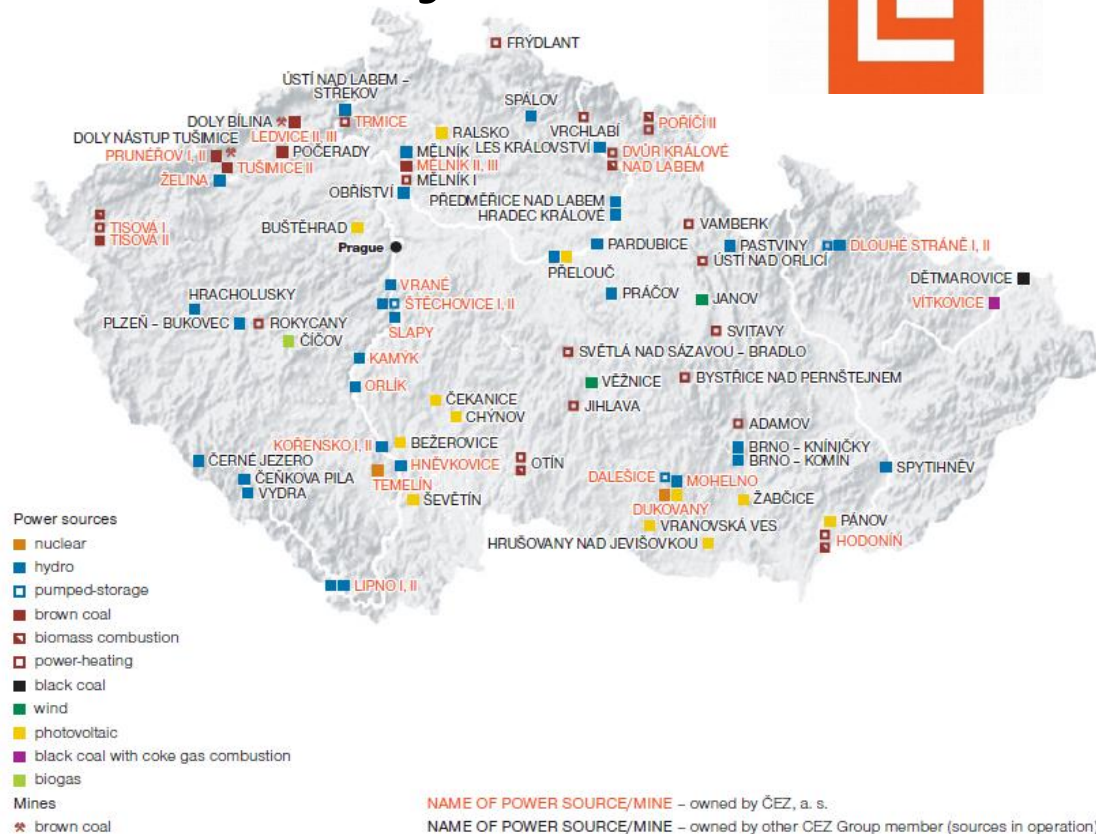 FRÝDLANT
ÚSTÍ NAD LABEM –
STŘEKOV
SPÁLOV
DOLY BÍLINA
TRMICE
RALSKO
VRCHLABÍ
POŘÍČÍ II
LEDVICE II, III
DOLY NÁSTUP TUŠIMICE
POČERADY
MĚLNÍK
LES KRÁLOVSTVÍ
DVŮR KRÁLOVÉ
NAD LABEM
PRUNÉŘOV I, II
TUŠIMICE II
MĚLNÍK II, III
ŽELINA
MĚLNÍK I
OBŘÍSTVÍ
PŘEDMĚŘICE NAD LABEM
HRADEC KRÁLOVÉ
TISOVÁ I
TISOVÁ II
BUŠTĚHRAD
VAMBERK
Prague
PARDUBICE
PASTVINY
DLOUHÉ STRÁNĚ I, II
PŘELOUČ
ÚSTÍ NAD ORLICÍ
DĚTMAROVICE
VRANÉ
HRACHOLUSKY
ŠTĚCHOVICE I, II
PRÁČOV
JANOV
VÍTKOVICE
PLZEŇ – BUKOVEC
ROKYCANY
SLAPY
SVITAVY
ČÍČOV
SVĚTLÁ NAD SÁZAVOU – BRADLO
KAMÝK
ORLÍK
VĚŽNICE
BYSTŘICE NAD PERNŠTEJNEM
ČEKANICE
CHÝNOV
JIHLAVA
ADAMOV
KOŘENSKO I, II
BEŽEROVICE
BRNO – KNÍNIČKY
BRNO – KOMÍN
ČERNÉ JEZERO
HNĚVKOVICE
OTÍN
SPYTIHNĚV
ČEŇKOVA PILA
TEMELÍN
DALEŠICE
MOHELNO
VYDRA
ŠEVĚTÍN
DUKOVANY
ŽABČICE
VRANOVSKÁ VES
PÁNOV
HRUŠOVANY NAD JEVIŠOVKOU
HODONÍN
LIPNO I, II
Power sources
nuclear
hydro
pumped-storage
brown coal
biomass combustion
power-heating
black coal
wind
photovoltaic
black coal with coke gas combustion
biogas
Mines
brown coal
NAME OF POWER SOURCE/MINE – owned by ČEZ, a. s.
NAME OF POWER SOURCE/MINE – owned by other CEZ Group member (sources in operation)